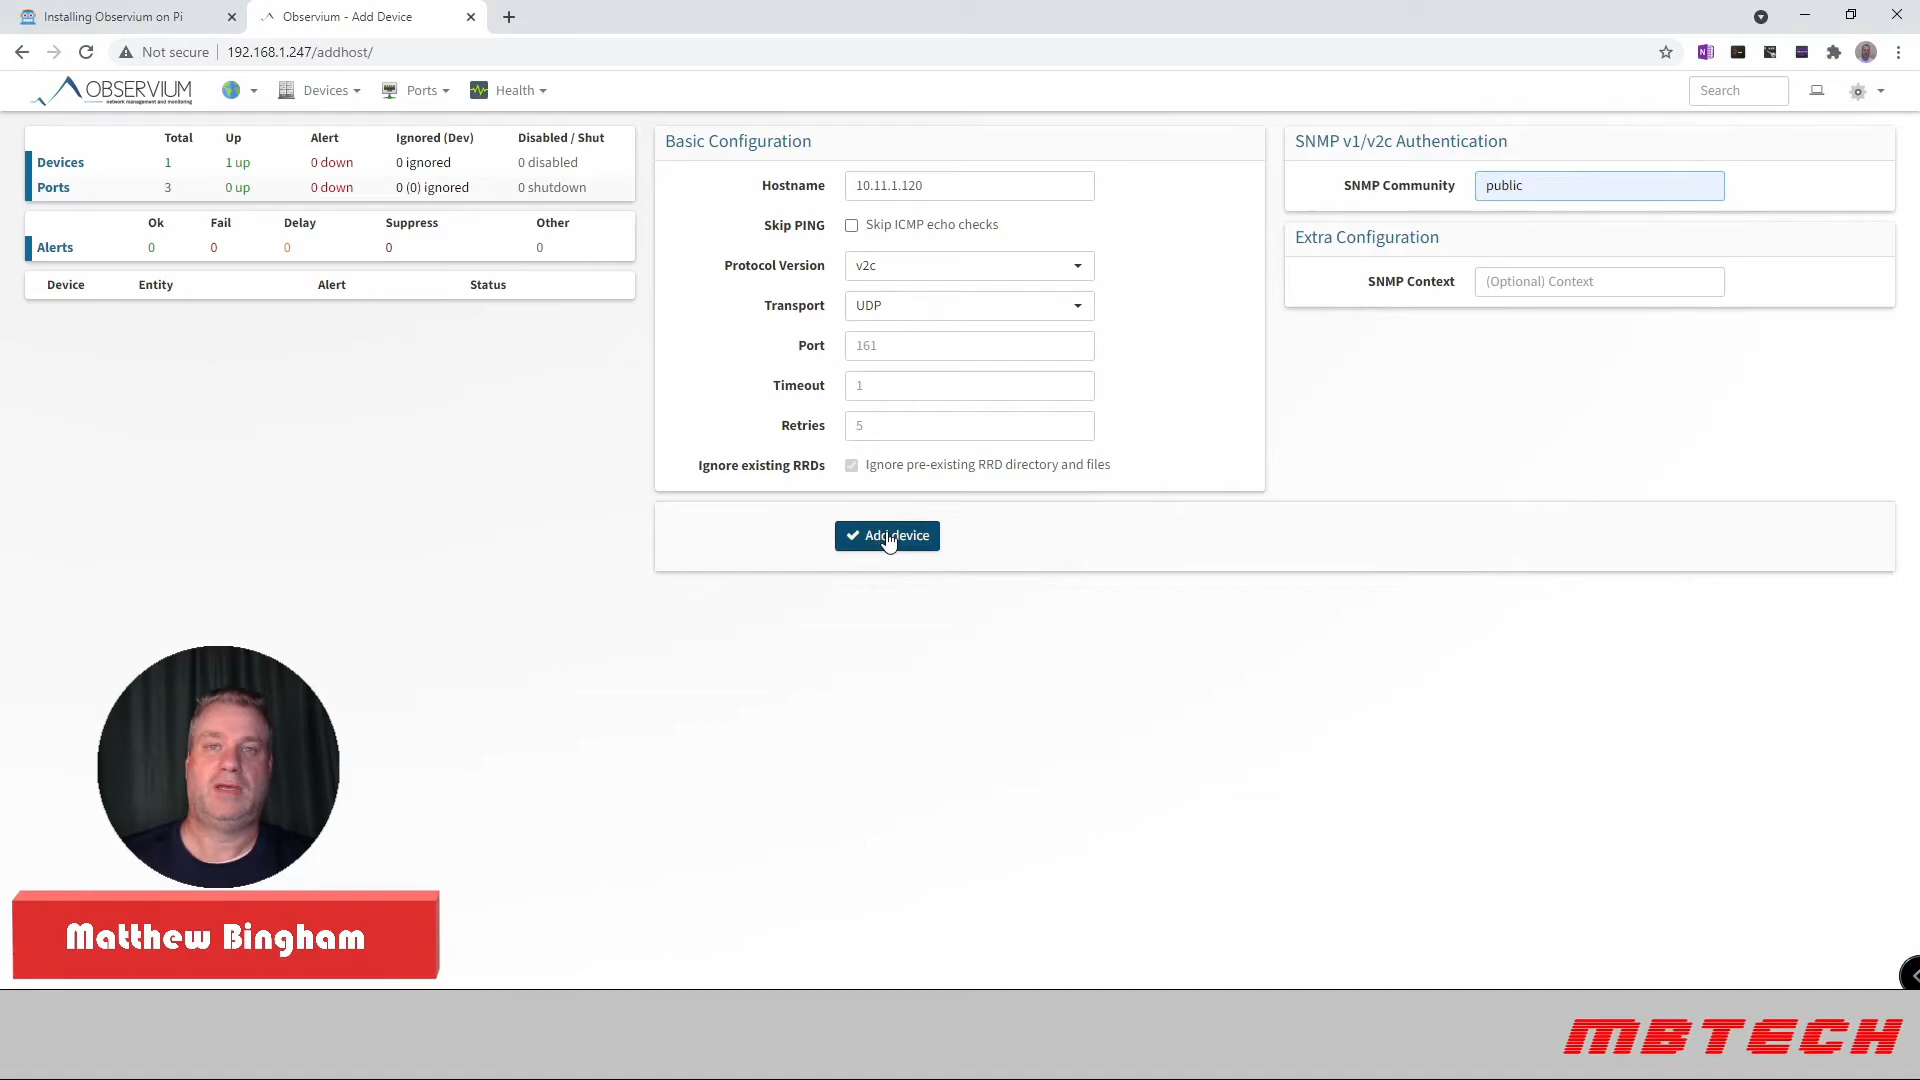 Installing Observium on Pi
Observium - Add Device
Not secure
192.168.1.247/addhost/
OBSERVIUM
network management and monitoring
Devices
Ports
Health
Search
Total Up Alert Ignored (Dev) Disabled / Shut
Devices 1 1 up 0 down 0 ignored 0 disabled
Ports 3 0 up 0 down 0 (0) ignored 0 shutdown
Ok Fail Delay Suppress Other
Alerts 0 0 0 0 0
Device Entity Alert Status
Basic Configuration
Hostname 10.11.1.120
Skip PING Skip ICMP echo checks
Protocol Version v2c
Transport UDP
Port 161
Timeout 1
Retries 5
Ignore existing RRDs Ignore pre-existing RRD directory and files
Add device
SNMP v1/v2c Authentication
SNMP Community public
Extra Configuration
SNMP Context (Optional) Context
Matthew Bingham
MBTECH